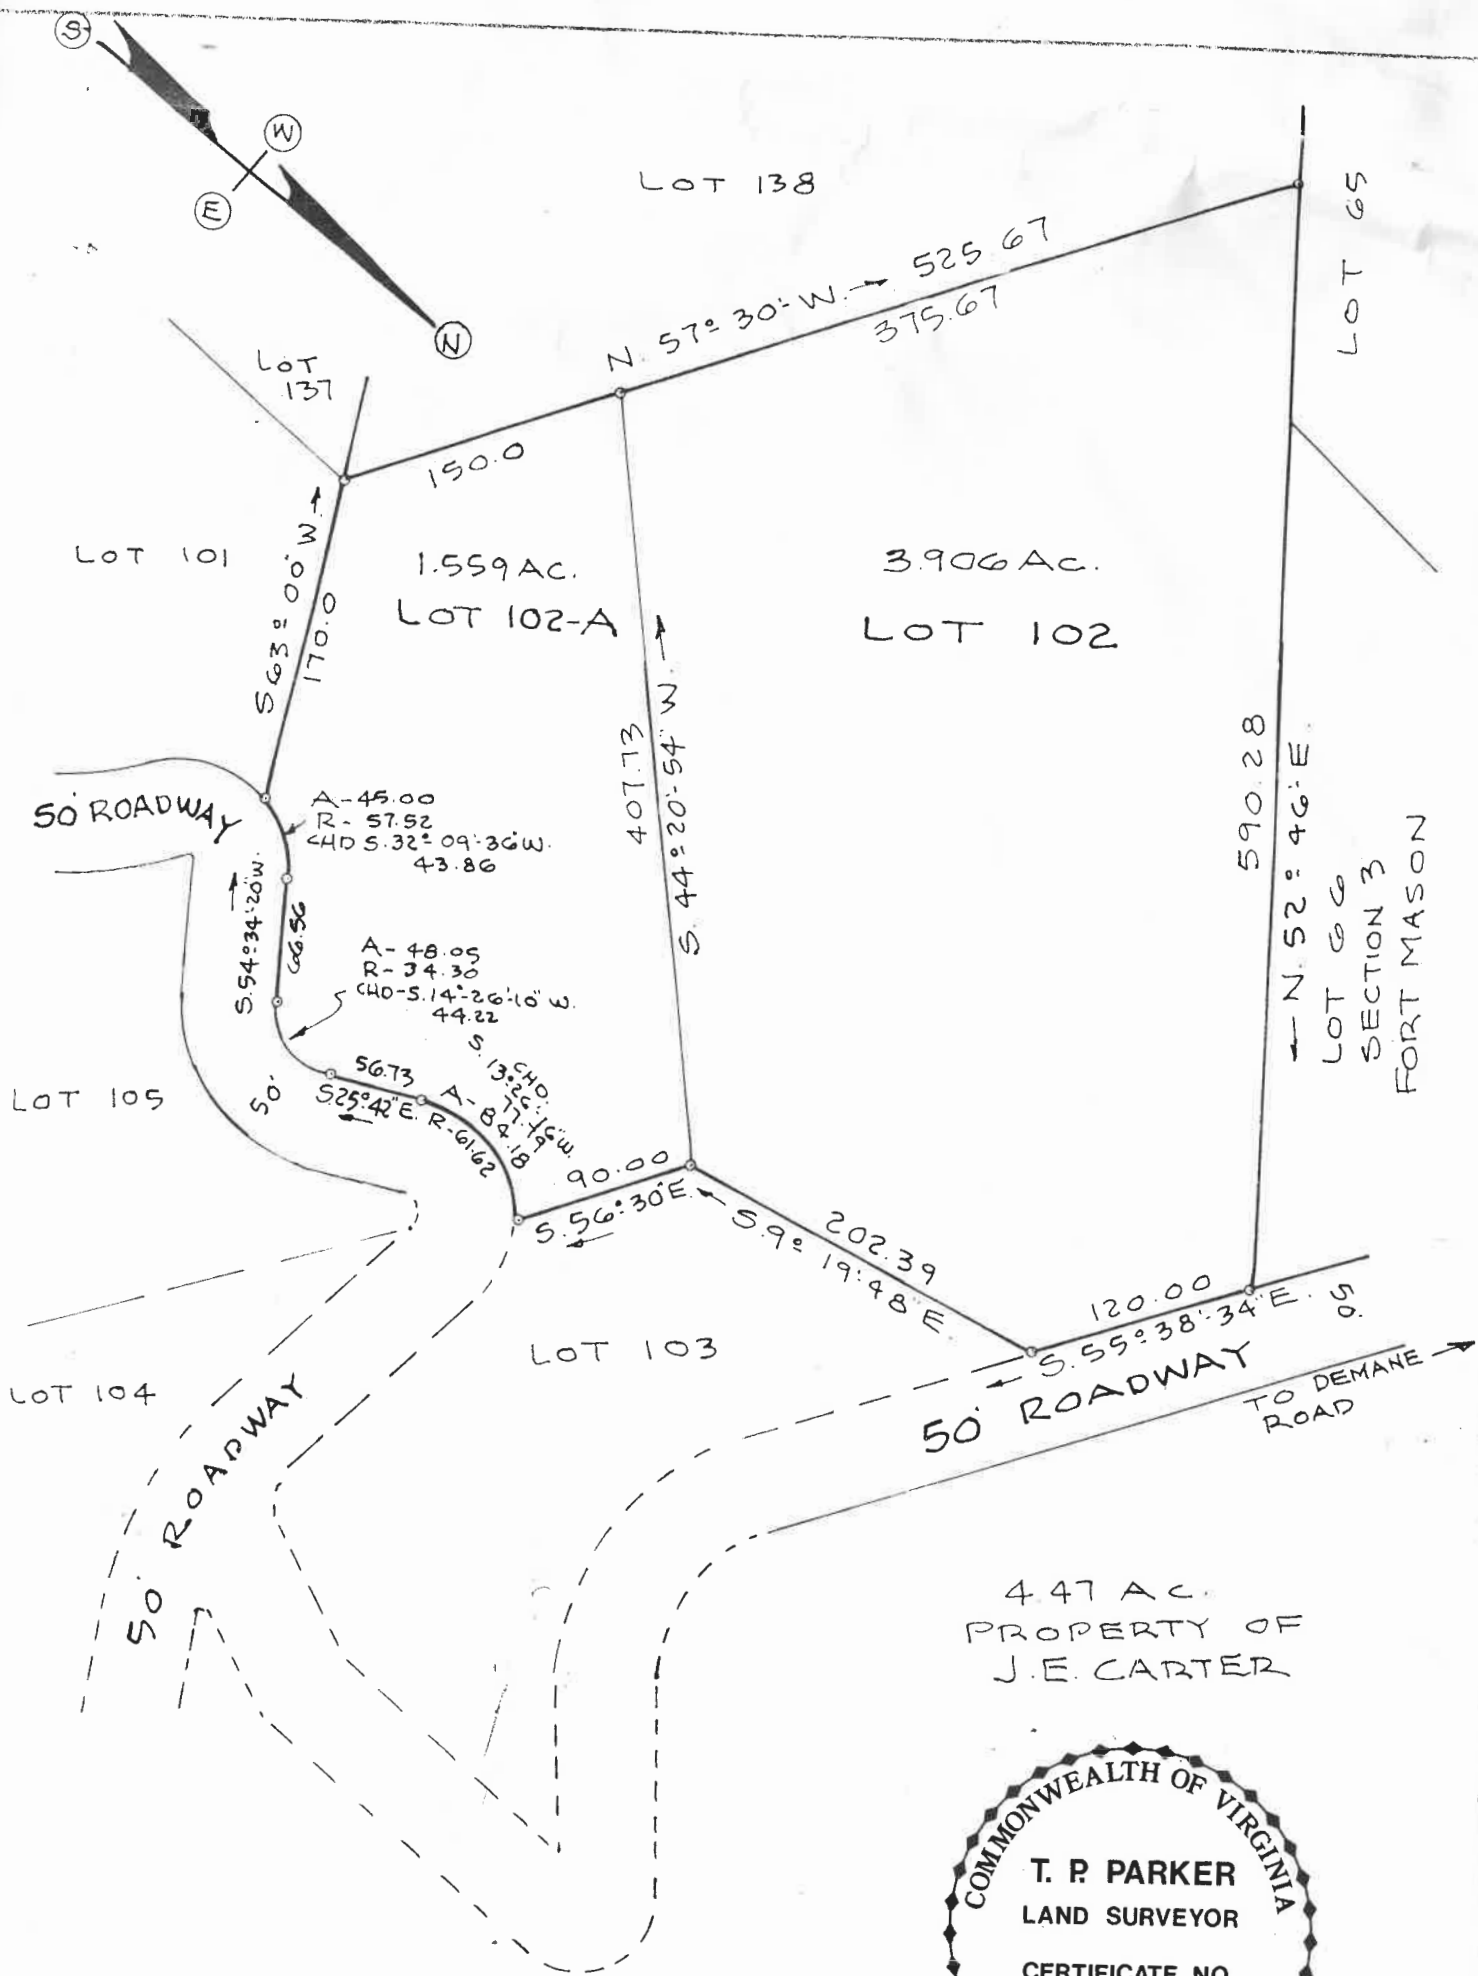 S
W
E
N
LOT 138
LOT 65
N. 57° 30' W. 525.67
375.67
LOT
137
150.0
LOT 101
S 63° 00' W.
170.0
1.559 AC.
LOT 102-A
3.906 AC.
LOT 102
407.73
S. 44° 20' 54" W.
590.28
N. 52° 46' E.
LOT 66
SECTION 3
FORT MASON
50' ROADWAY
A-45.00
R-57.52
CHD S. 32° 09' 36" W.
43.86
S. 54° 34' 20" W.
66.56
A-48.05
R-34.30
CHD-S. 14° 26' 10" W.
44.22
LOT 105
50'
56.73
S. 25° 42' E.
CHD.
S. 13° 26' 16" W.
77.79
A-84.18
R-61.62
90.00
S. 56° 30' E.
202.39
S. 9° 19' 48" E.
120.00
S. 55° 38' 34" E.
50'
50' ROADWAY
TO DEMANE
ROAD
LOT 103
LOT 104
50' ROADWAY
4.47 AC.
PROPERTY OF
J.E. CARTER
COMMONWEALTH OF VIRGINIA
T. P. PARKER
LAND SURVEYOR
CERTIFICATE NO.